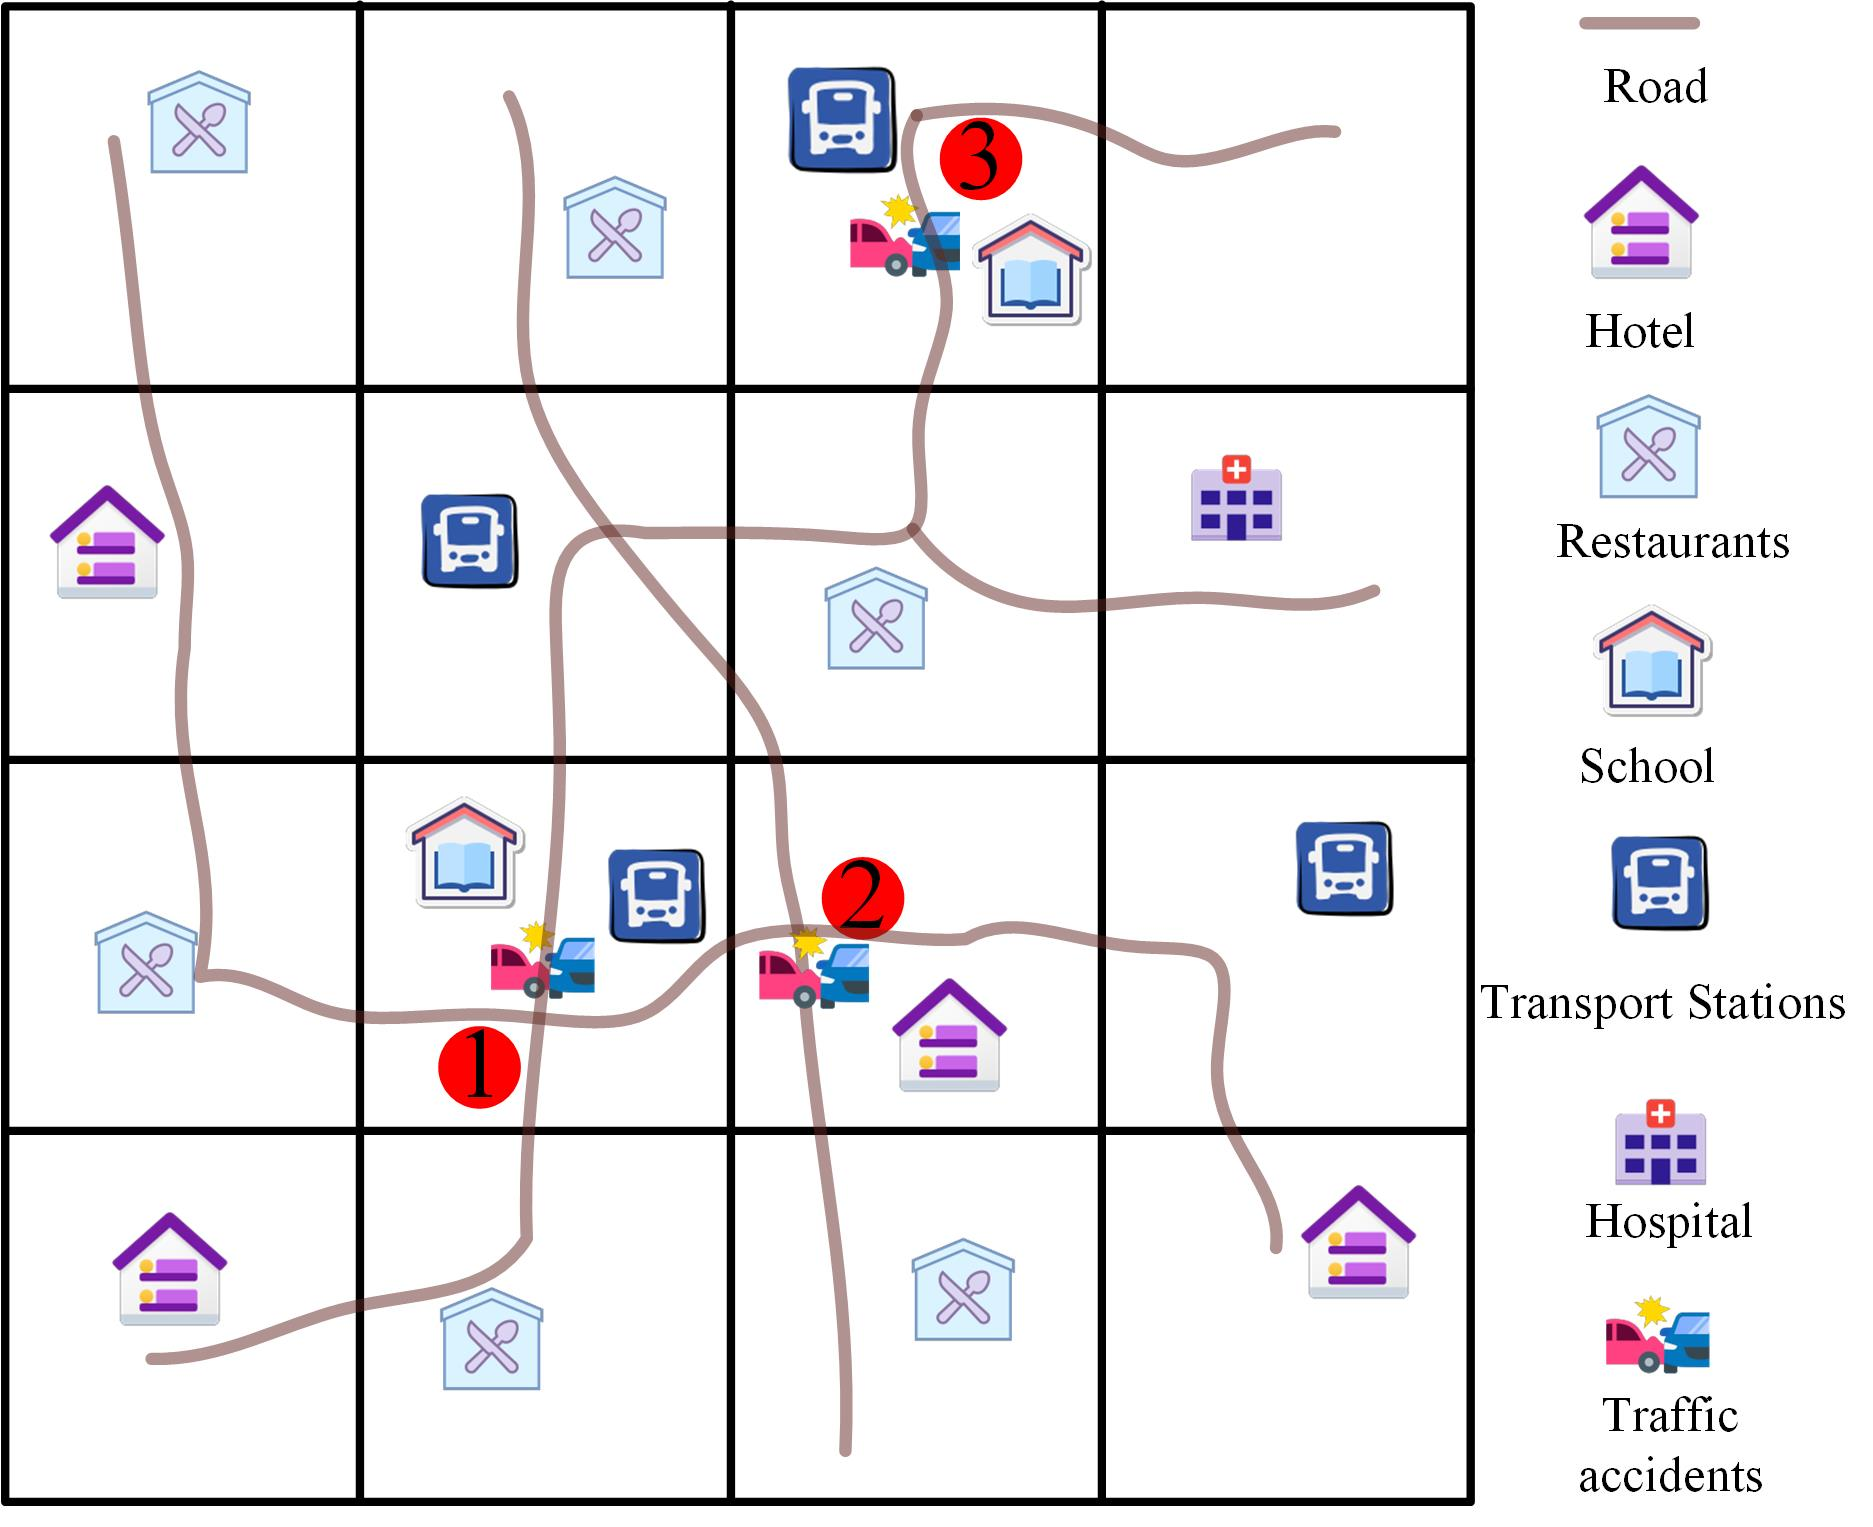 Road
3
Hotel
Restaurants
School
2
Transport Stations
1
Hospital
Traffic
accidents